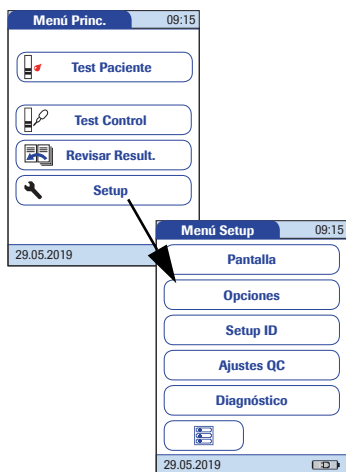 Menú Princ. 09:15
Test Paciente
Test Control
Revisar Result.
Setup
29.05.2019
Menú Setup 09:15
Pantalla
Opciones
Setup ID
Ajustes QC
Diagnóstico
29.05.2019